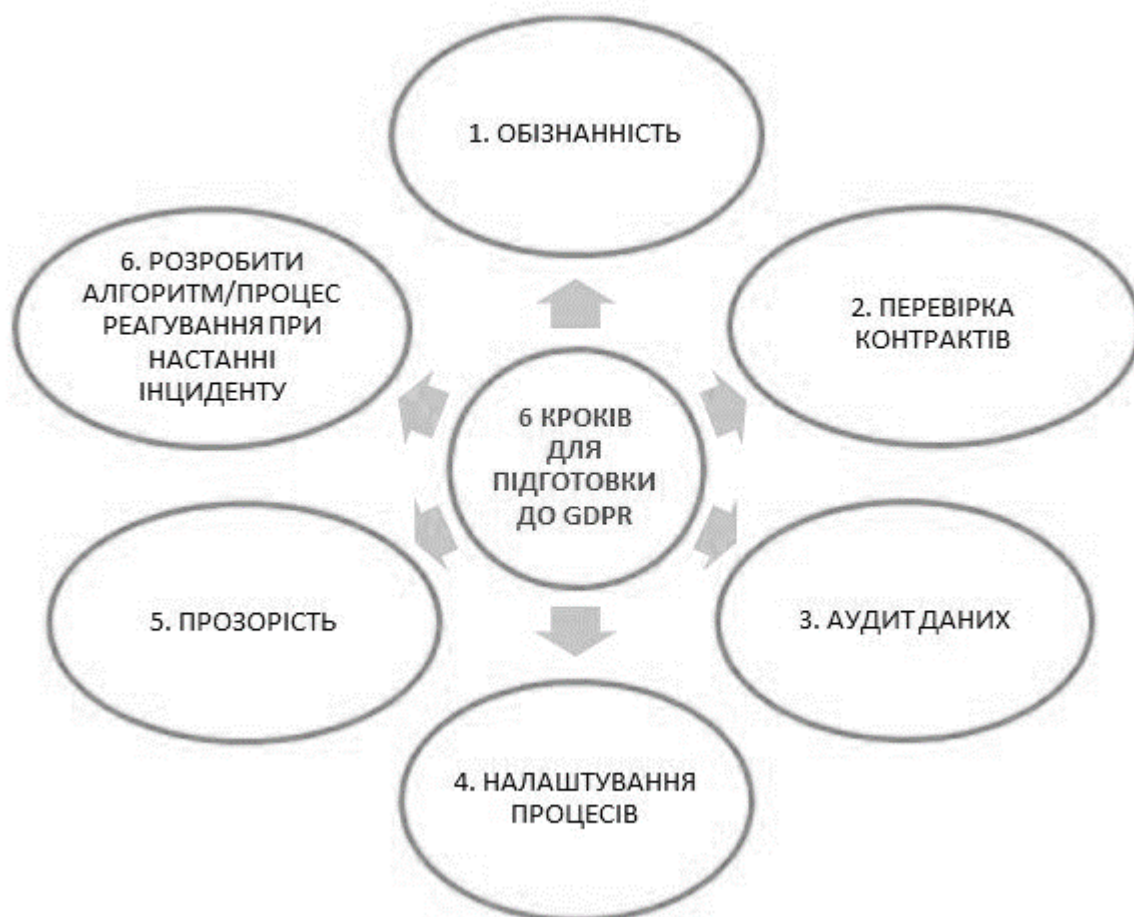 1. ОБІЗНАННІСТЬ
2. ПЕРЕВІРКА
КОНТРАКТІВ
3. АУДИТ ДАНИХ
4. НАЛАШТУВАННЯ
ПРОЦЕСІВ
5. ПРОЗОРІСТЬ
6. РОЗРОБИТИ
АЛГОРИТМ/ПРОЦЕС
РЕАГУВАННЯ ПРИ
НАСТАННІ
ІНЦИДЕНТУ
6 КРОКІВ
ДЛЯ
ПІДГОТОВКИ
ДО GDPR